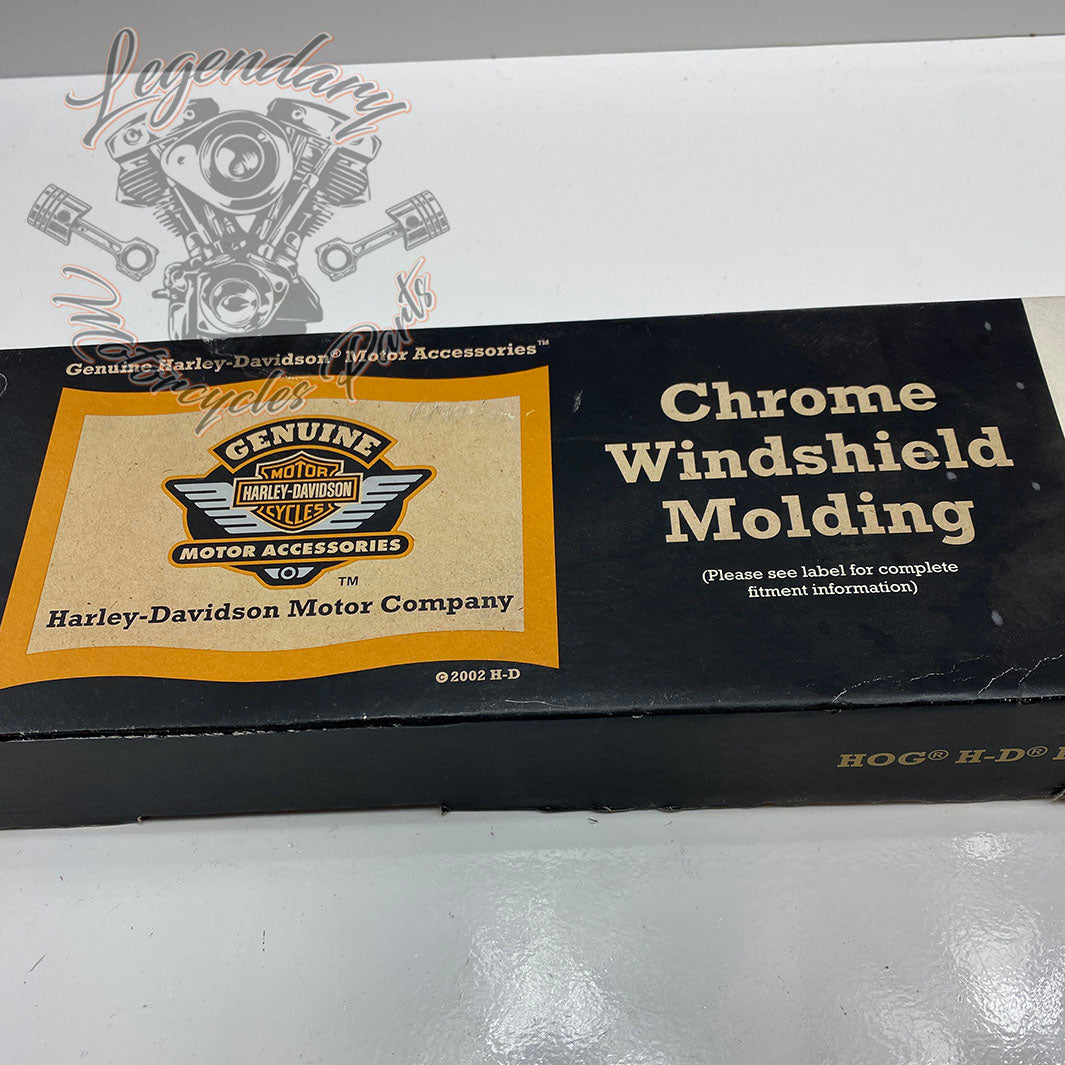 Legendary
Motorcycles Parts
Genuine Harley-Davidson® Motor Accessories™
GENUINE
MOTOR
HARLEY-DAVIDSON
CYCLES
MOTOR ACCESSORIES
TM
Harley-Davidson Motor Company
© 2002 H-D
Chrome
Windshield
Molding
(Please see label for complete
fitment information)
HOG® H-D®